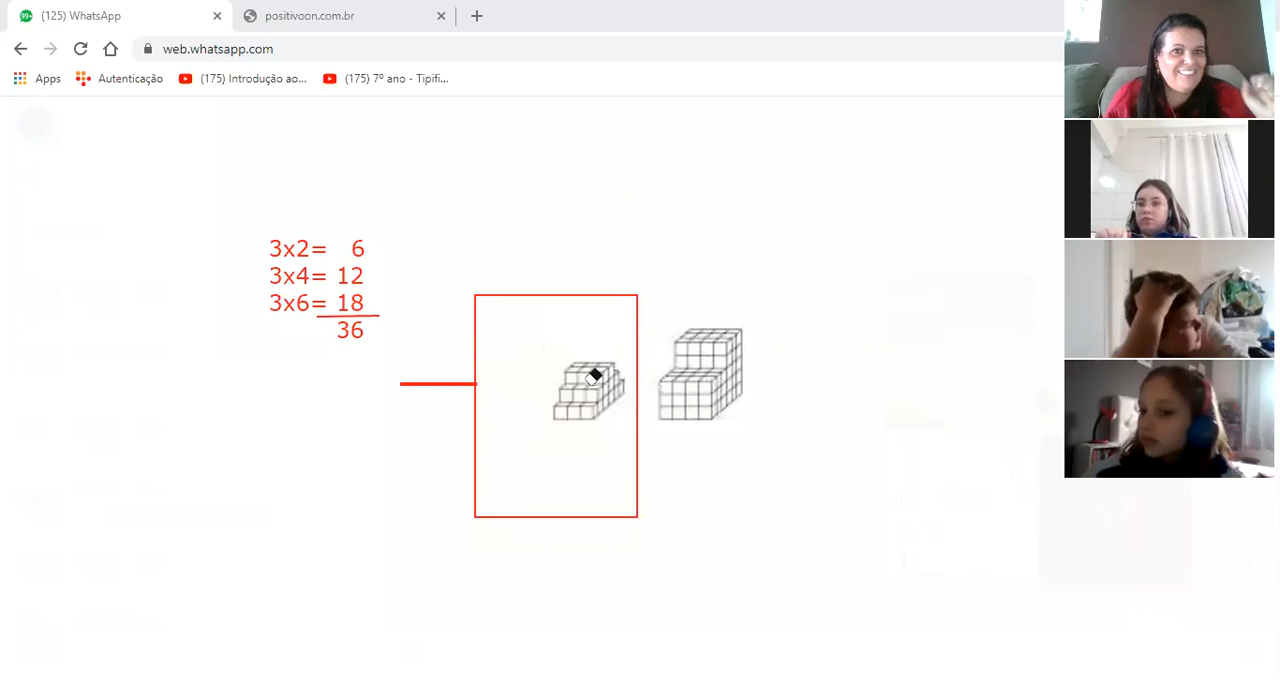 99+ (125) WhatsApp
positivoon.com.br
web.whatsapp.com
Apps Autenticação (175) Introdução ao... (175) 7º ano - Tipifi...
3x2= 6
3x4= 12
3x6= 18
36